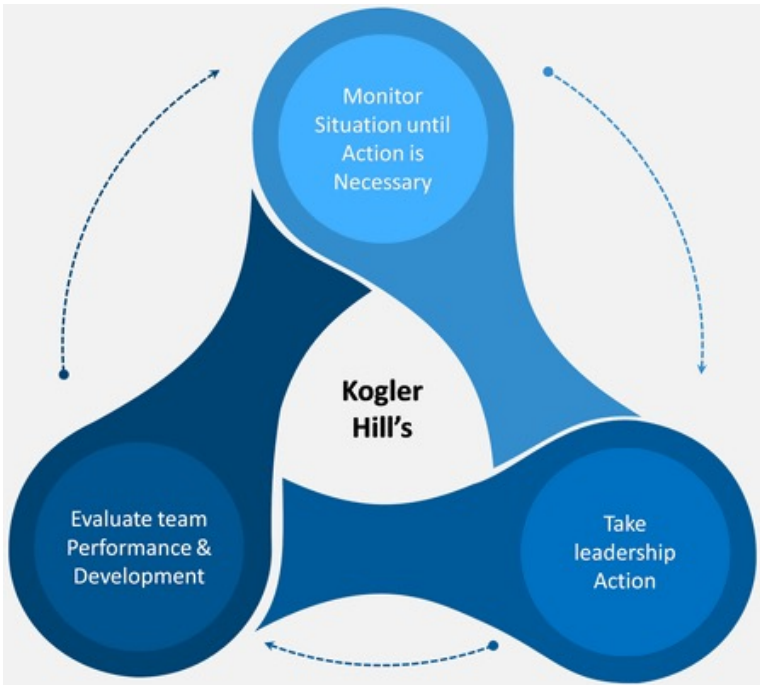 Monitor
Situation until
Action is
Necessary
Kogler
Hill's
Evaluate team
Performance &
Development
Take
leadership
Action